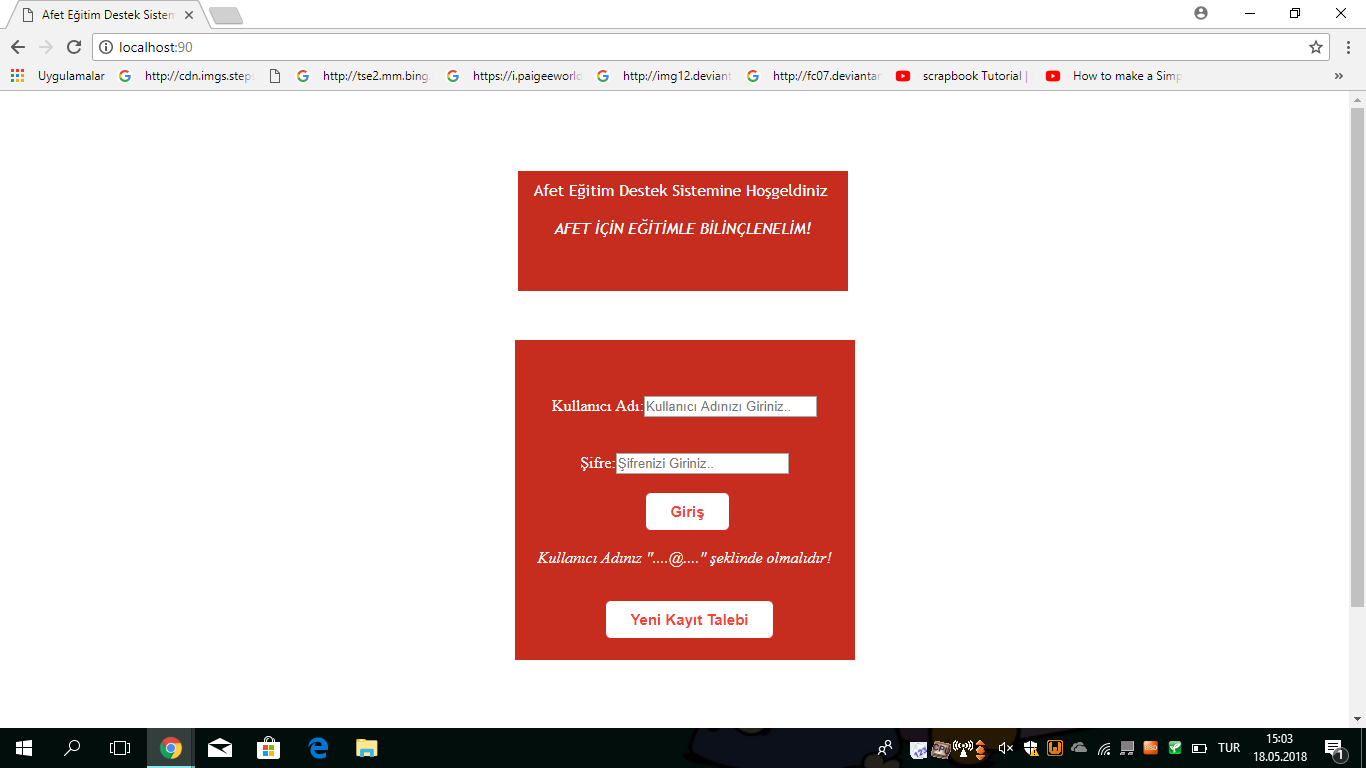 Afet Eğitim Destek Sistem
localhost:90
Uygulamalar
http://cdn.imgs.steps
http://tse2.mm.bing.
https://i.paigeeworld
http://img12.deviant
http://fc07.deviantar
scrapbook Tutorial |
How to make a Simp
»
Afet Eğitim Destek Sistemine Hoşgeldiniz
AFET İÇİN EĞİTİMLE BİLİNÇLENELİM!
Kullanıcı Adı:
Kullanıcı Adınızı Giriniz..
Şifre:
Şifrenizi Giriniz..
Giriş
Kullanıcı Adınız "....@...." şeklinde olmalıdır!
Yeni Kayıt Talebi
TUR
15:03
18.05.2018
1